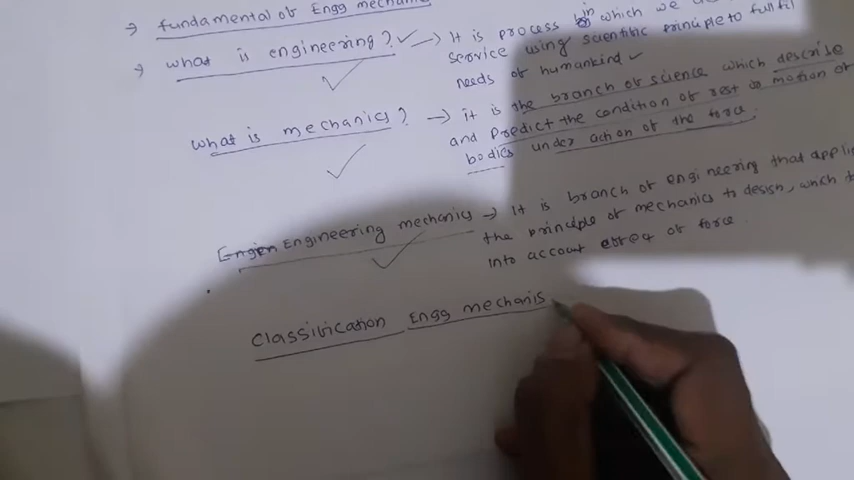 → fundamental of Engg mechanic
→ what is engineering? ✓ → It is process by in which we
service using scientific principle to fullfil
needs of humankind ✓
what is mechanics? → it is the branch of science which describe
and predict the condition of rest or motion of
bodies under action of the force.
Engineering mechanics → It is branch of engineering that appli
the principle of mechanics to design, which t
into account of force.
Classification Engg mechanis